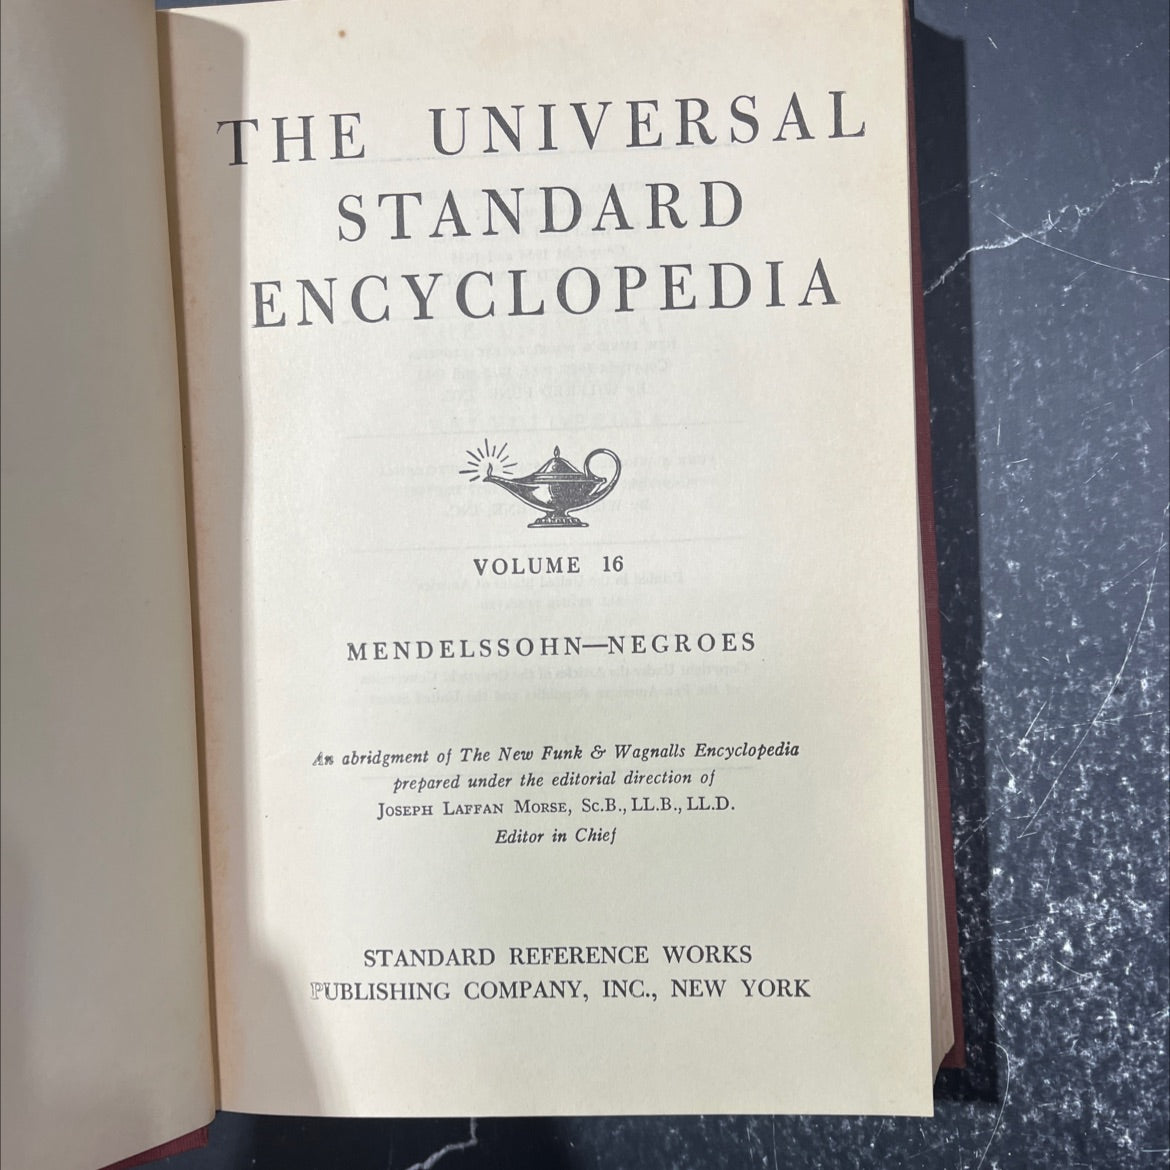 THE UNIVERSAL
STANDARD
ENCYCLOPEDIA
VOLUME 16
MENDELSSOHN—NEGROES
An abridgment of The New Funk & Wagnalls Encyclopedia
prepared under the editorial direction of
JOSEPH LAFFAN MORSE, Sc.B., LL.B., LL.D.
Editor in Chief
STANDARD REFERENCE WORKS
PUBLISHING COMPANY, INC., NEW YORK